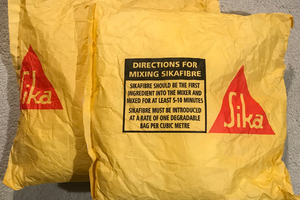 DIRECTIONS FOR
MIXING SIKAFIBRE
SIKAFIBRE SHOULD BE THE FIRST
INGREDIENT INTO THE MIXER AND
MIXED FOR AT LEAST 5-10 MINUTES
SIKAFIBRE MUST BE INTRODUCED
AT A RATE OF ONE DEGRADABLE
BAG PER CUBIC METRE
Sika
Sika